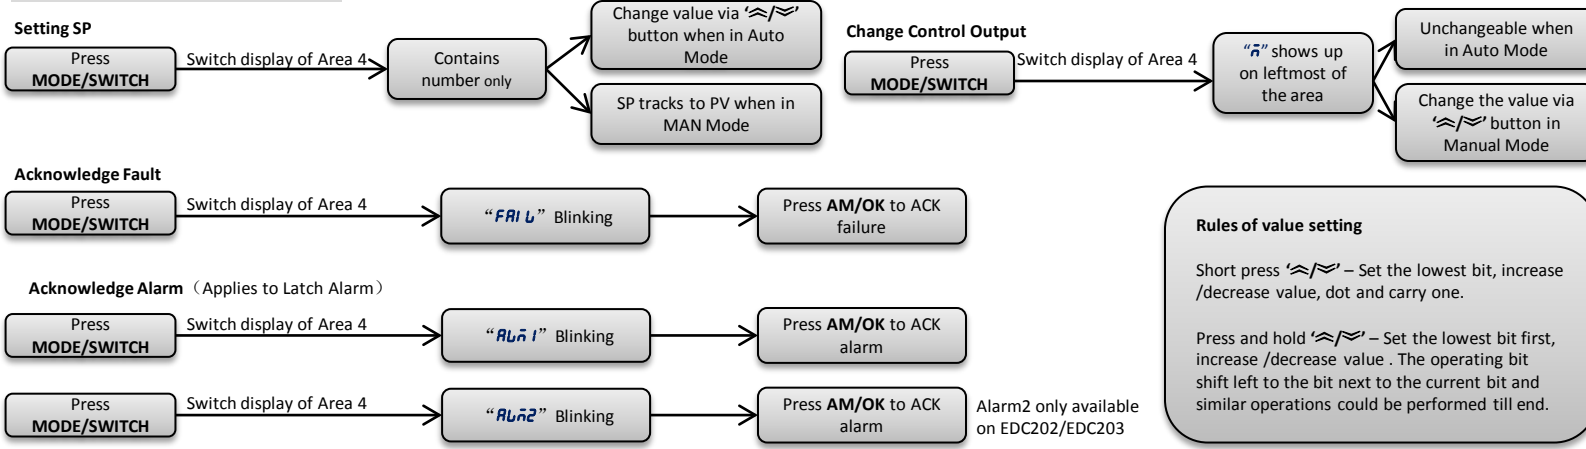 Setting SP
Press
MODE/SWITCH
Switch display of Area 4
Contains
number only
Change value via ‘︽/︾’
button when in Auto
Mode
SP tracks to PV when in
MAN Mode
Change Control Output
Press
MODE/SWITCH
Switch display of Area 4
“n̄” shows up
on leftmost of
the area
Unchangeable when
in Auto Mode
Change the value via
‘︽/︾’ button in
Manual Mode
Acknowledge Fault
Press
MODE/SWITCH
Switch display of Area 4
“FAIL” Blinking
Press AM/OK to ACK
failure
Acknowledge Alarm（Applies to Latch Alarm）
Press
MODE/SWITCH
Switch display of Area 4
“ALn̄1” Blinking
Press AM/OK to ACK
alarm
Press
MODE/SWITCH
Switch display of Area 4
“ALn̄2” Blinking
Press AM/OK to ACK
alarm
Alarm2 only available
on EDC202/EDC203
Rules of value setting
Short press ‘︽/︾’ – Set the lowest bit, increase
/decrease value, dot and carry one.
Press and hold ‘︽/︾’ – Set the lowest bit first,
increase /decrease value . The operating bit
shift left to the bit next to the current bit and
similar operations could be performed till end.